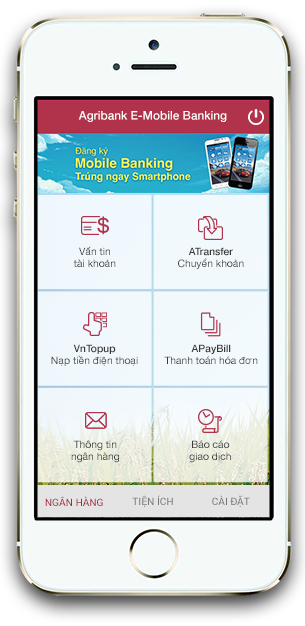 Agribank E-Mobile Banking
Đăng ký
Mobile Banking
Trúng ngay Smartphone
Vấn tin
tài khoản
ATransfer
Chuyển khoản
VnTopup
Nạp tiền điện thoại
APayBill
Thanh toán hóa đơn
Thông tin
ngân hàng
Báo cáo
giao dịch
NGÂN HÀNG
TIỆN ÍCH
CÀI ĐẶT